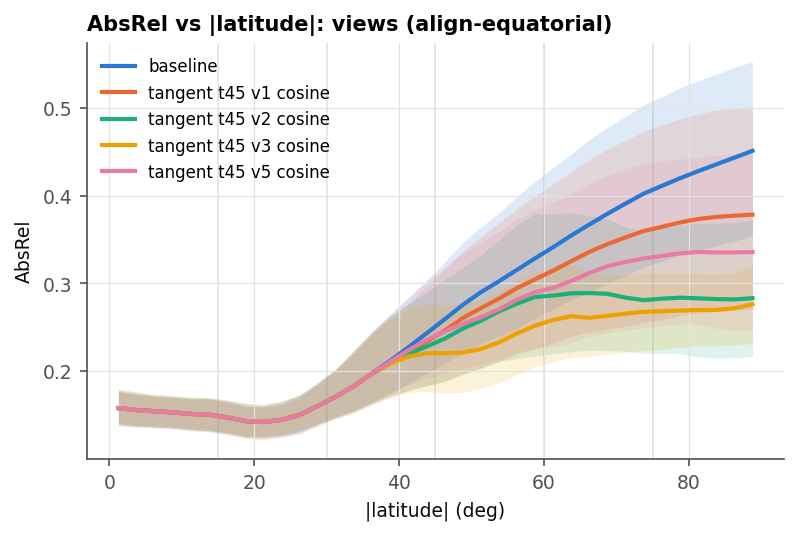 AbsRel vs |latitude|: views (align-equatorial)
baseline
tangent t45 v1 cosine
tangent t45 v2 cosine
tangent t45 v3 cosine
tangent t45 v5 cosine
AbsRel
0.5
0.4
0.3
0.2
0 20 40 60 80
|latitude| (deg)